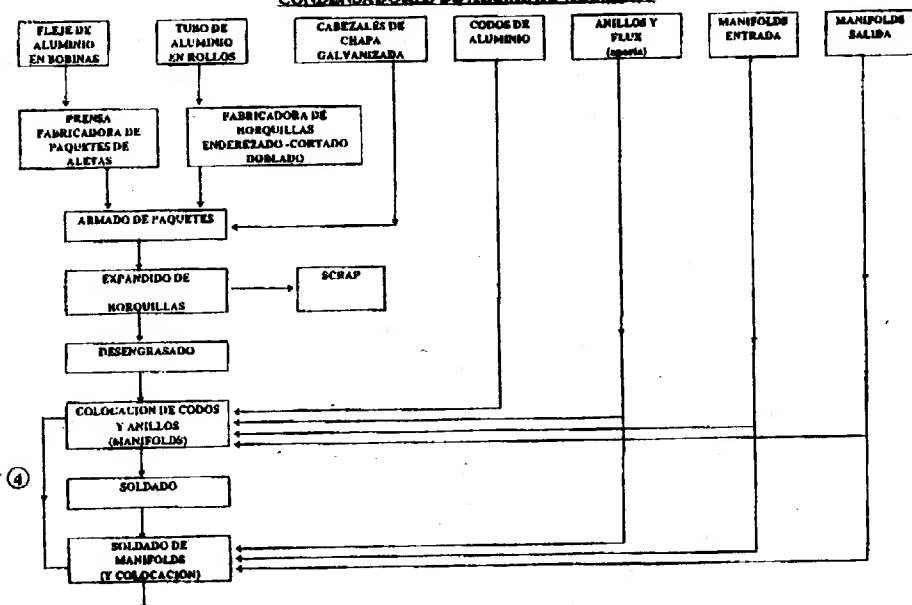 FLEJE DE
ALUMINIO
EN BOBINAS
TUBO DE
ALUMINIO
EN ROLLOS
CABEZALES DE
CHAPA
GALVANIZADA
CODOS DE
ALUMINIO
ANILLOS Y
FLUX
(aporte)
MANIFOLDS
ENTRADA
MANIFOLDS
SALIDA
PRENSA
FABRICADORA DE
PAQUETES DE
ALETAS
FABRICADORA DE
HORQUILLAS
ENDEREZADO -CORTADO
DOBLADO
ARMADO DE PAQUETES
EXPANDIDO DE
HORQUILLAS
SCRAP
DESENGRASADO
COLOCACION DE CODOS
Y ANILLOS
(MANIFOLDS)
4
SOLDADO
SOLDADO DE
MANIFOLDS
(Y COLOCACION)